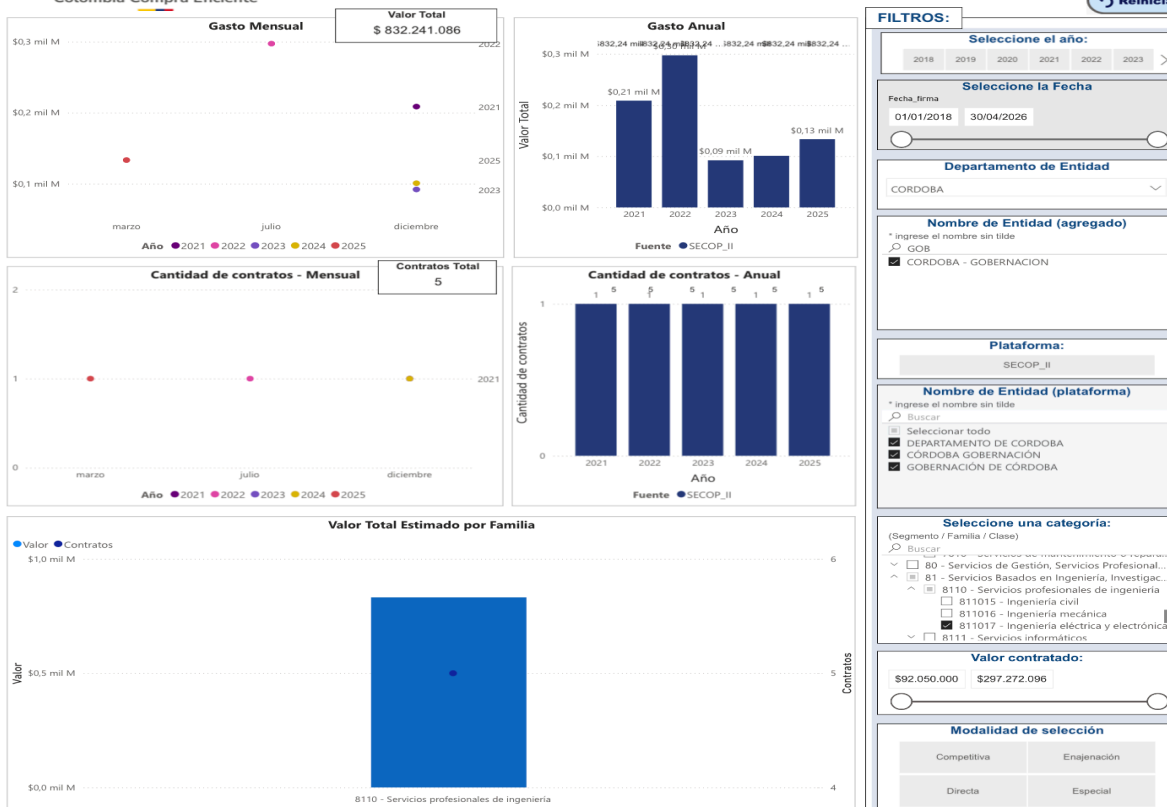 Colombia Compra Eficiente
Gasto Mensual
Valor Total
$ 832.241.086
$0,3 mil M
$0,2 mil M
$0,1 mil M
2022
2021
2025
2023
marzo
julio
diciembre
Año 2021 2022 2023 2024 2025
Gasto Anual
$0,3 mil M
$0,2 mil M
$0,1 mil M
$0,0 mil M
Valor Total
$0,21 mil M
$0,09 mil M
$0,13 mil M
2021 2022 2023 2024 2025
Año
Fuente SECOP_II
Cantidad de contratos - Mensual
Contratos Total
5
2
1
0
2021
marzo
julio
diciembre
Año 2021 2022 2023 2024 2025
Cantidad de contratos - Anual
5 5 5 5 5
1 1 1 1 1
1
0
Cantidad de contratos
2021 2022 2023 2024 2025
Año
Fuente SECOP_II
Valor Total Estimado por Familia
Valor Contratos
$1,0 mil M
$0,5 mil M
$0,0 mil M
Valor
6
5
4
Contratos
8110 - Servicios profesionales de ingeniería
FILTROS:
Seleccione el año:
2018 2019 2020 2021 2022 2023
Seleccione la Fecha
Fecha_firma
01/01/2018 30/04/2026
Departamento de Entidad
CORDOBA
Nombre de Entidad (agregado)
* ingrese el nombre sin tilde
GOB
CORDOBA - GOBERNACION
Plataforma:
SECOP_II
Nombre de Entidad (plataforma)
* ingrese el nombre sin tilde
Buscar
Seleccionar todo
DEPARTAMENTO DE CORDOBA
CÓRDOBA GOBERNACIÓN
GOBERNACIÓN DE CÓRDOBA
Seleccione una categoría:
(Segmento / Familia / Clase)
Buscar
80 - Servicios de Gestión, Servicios Profesional...
81 - Servicios Basados en Ingeniería, Investigac...
8110 - Servicios profesionales de ingeniería
811015 - Ingeniería civil
811016 - Ingeniería mecánica
811017 - Ingeniería eléctrica y electrónica
8111 - Servicios informáticos
Valor contratado:
$92.050.000 $297.272.096
Modalidad de selección
Competitiva
Enajenación
Directa
Especial